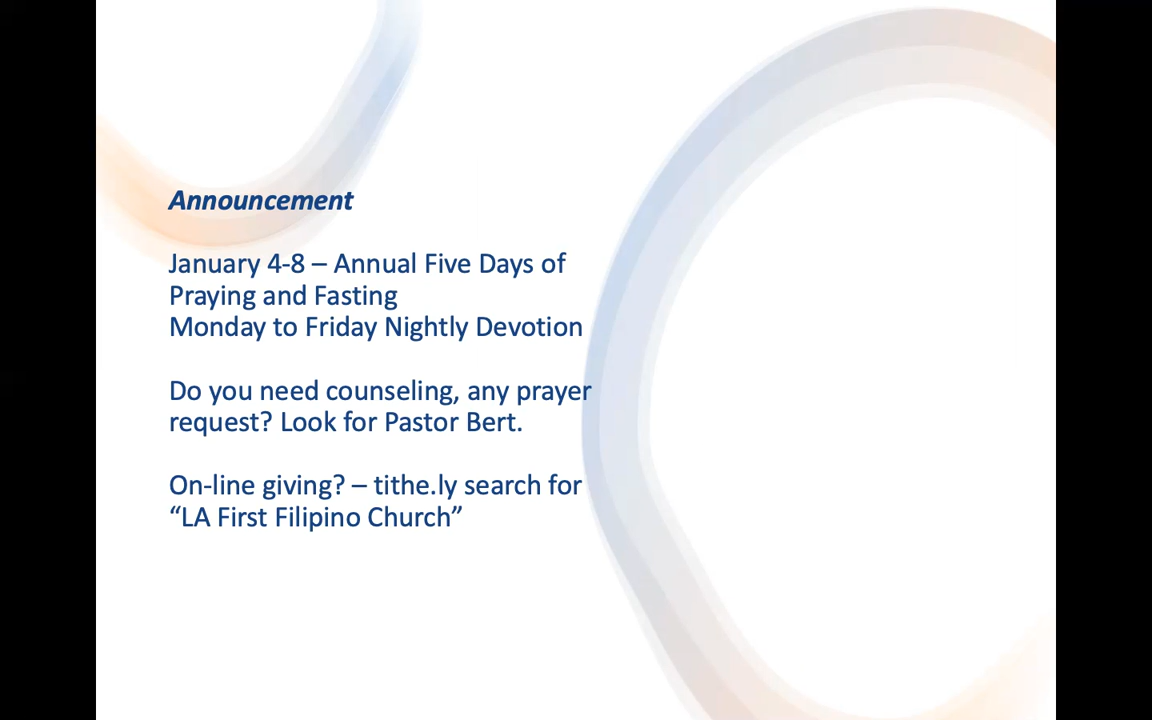 Announcement
January 4-8 – Annual Five Days of
Praying and Fasting
Monday to Friday Nightly Devotion
Do you need counseling, any prayer
request? Look for Pastor Bert.
On-line giving? – tithe.ly search for
“LA First Filipino Church”